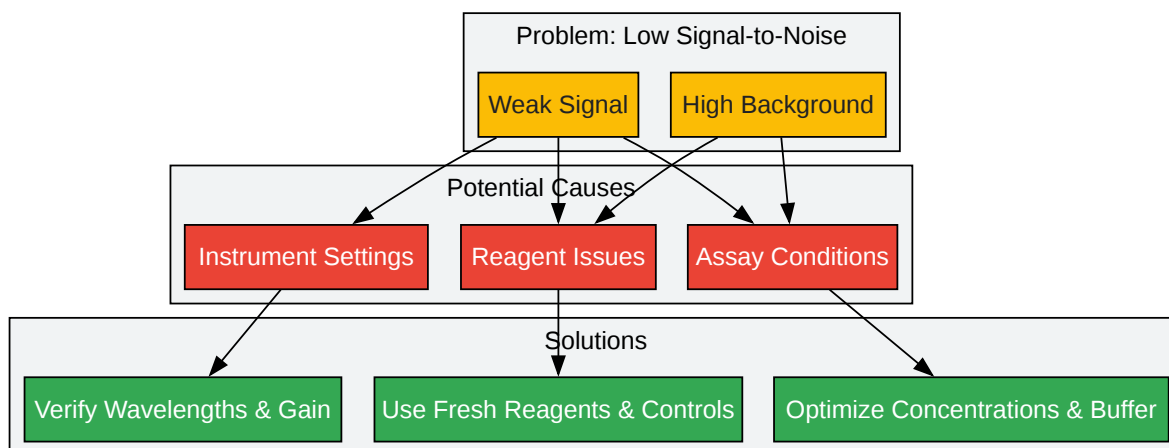 Problem: Low Signal-to-Noise
Weak Signal
High Background
Potential Causes
Instrument Settings
Reagent Issues
Assay Conditions
Solutions
Verify Wavelengths & Gain
Use Fresh Reagents & Controls
Optimize Concentrations & Buffer